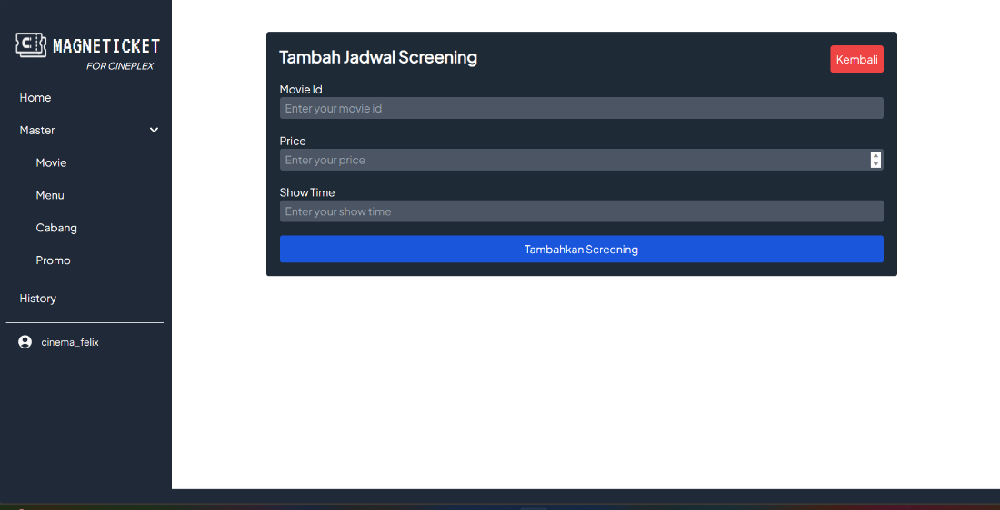 MAGNETICKET
FOR CINEPLEX
Home
Master
Movie
Menu
Cabang
Promo
History
cinema_felix
Tambah Jadwal Screening
Kembali
Movie Id
Enter your movie id
Price
Enter your price
Show Time
Enter your show time
Tambahkan Screening